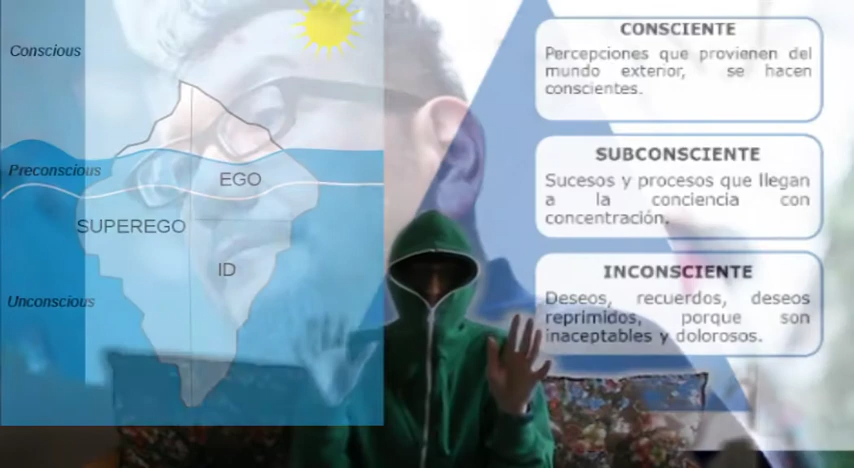 Conscious
Preconscious
EGO
SUPEREGO
ID
Unconscious
CONSCIENTE
Percepciones que provienen del
mundo exterior, se hacen
conscientes.
SUBCONSCIENTE
Sucesos y procesos que llegan
a la conciencia con
concentración.
INCONSCIENTE
Deseos, recuerdos, deseos
reprimidos, porque son
inaceptables y dolorosos.